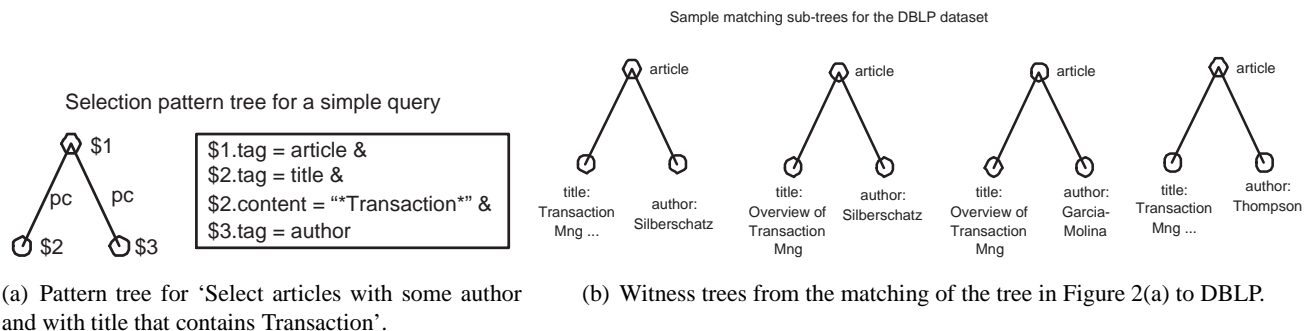 Sample matching sub-trees for the DBLP dataset
Selection pattern tree for a simple query
$1
pc
pc
$2
$3
$1.tag = article &
$2.tag = title &
$2.content = “*Transaction*” &
$3.tag = author
article
title:
Transaction
Mng ...
author:
Silberschatz
article
title:
Overview of
Transaction
Mng
author:
Silberschatz
article
title:
Overview of
Transaction
Mng
author:
Garcia-
Molina
article
title:
Transaction
Mng ...
author:
Thompson
(a) Pattern tree for ‘Select articles with some author
and with title that contains Transaction’.
(b) Witness trees from the matching of the tree in Figure 2(a) to DBLP.